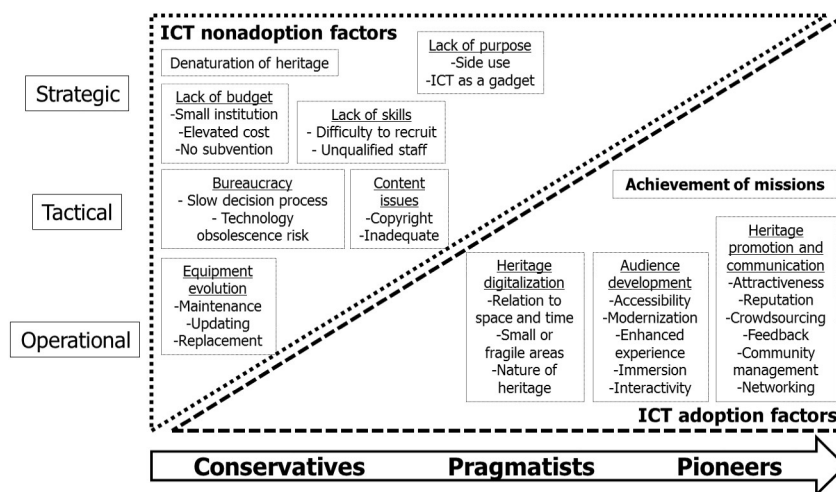 ICT nonadoption factors
Denaturation of heritage
Lack of purpose
-Side use
-ICT as a gadget
Strategic
Lack of budget
-Small institution
-Elevated cost
-No subvention
Lack of skills
- Difficulty to recruit
- Unqualified staff
Tactical
Bureaucracy
- Slow decision process
- Technology
obsolescence risk
Content
issues
-Copyright
-Inadequate
Achievement of missions
Operational
Equipment
evolution
-Maintenance
-Updating
-Replacement
Heritage
digitalization
-Relation to
space and time
-Small or
fragile areas
-Nature of
heritage
Audience
development
-Accessibility
-Modernization
-Enhanced
experience
-Immersion
-Interactivity
Heritage
promotion and
communication
-Attractiveness
-Reputation
-Crowdsourcing
-Feedback
-Community
management
-Networking
ICT adoption factors
Conservatives
Pragmatists
Pioneers